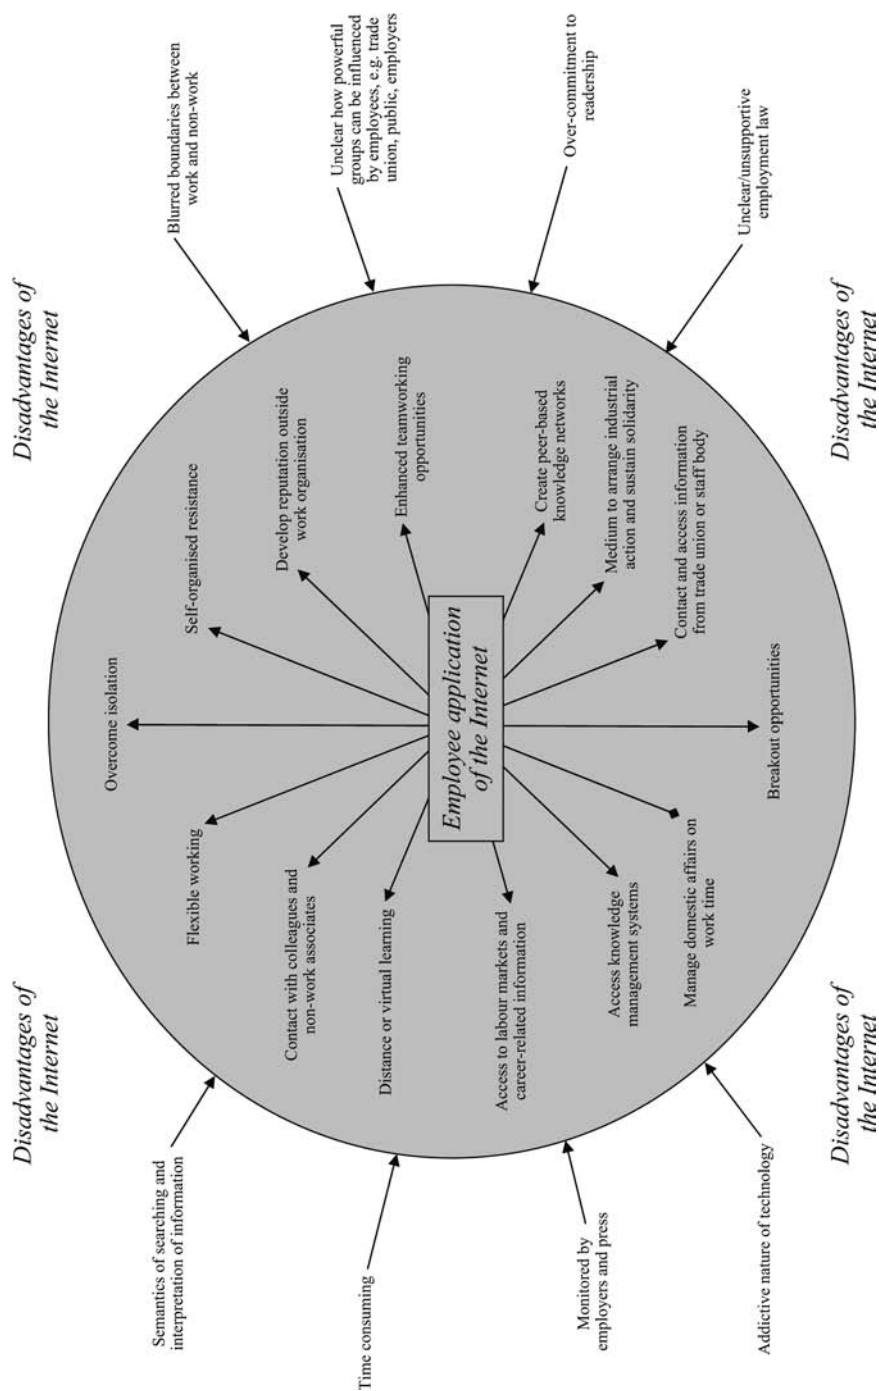 Disadvantages of
the Internet
Disadvantages of
the Internet
Semantics of searching and
interpretation of information
Blurred boundaries between
work and non-work
Time consuming
Unclear how powerful
groups can be influenced
by employees, e.g. trade
union, public, employers
Monitored by
employers and press
Over-commitment to
readership
Addictive nature of technology
Unclear/unsupportive
employment law
Overcome isolation
Flexible working
Self-organised resistance
Contact with colleagues and
non-work associates
Develop reputation outside
work organisation
Distance or virtual learning
Enhanced teamworking
opportunities
Employee application
of the Internet
Access to labour markets and
career-related information
Create peer-based
knowledge networks
Access knowledge
management systems
Medium to arrange industrial
action and sustain solidarity
Manage domestic affairs on
work time
Contact and access information
from trade union or staff body
Breakout opportunities
Disadvantages of
the Internet
Disadvantages of
the Internet